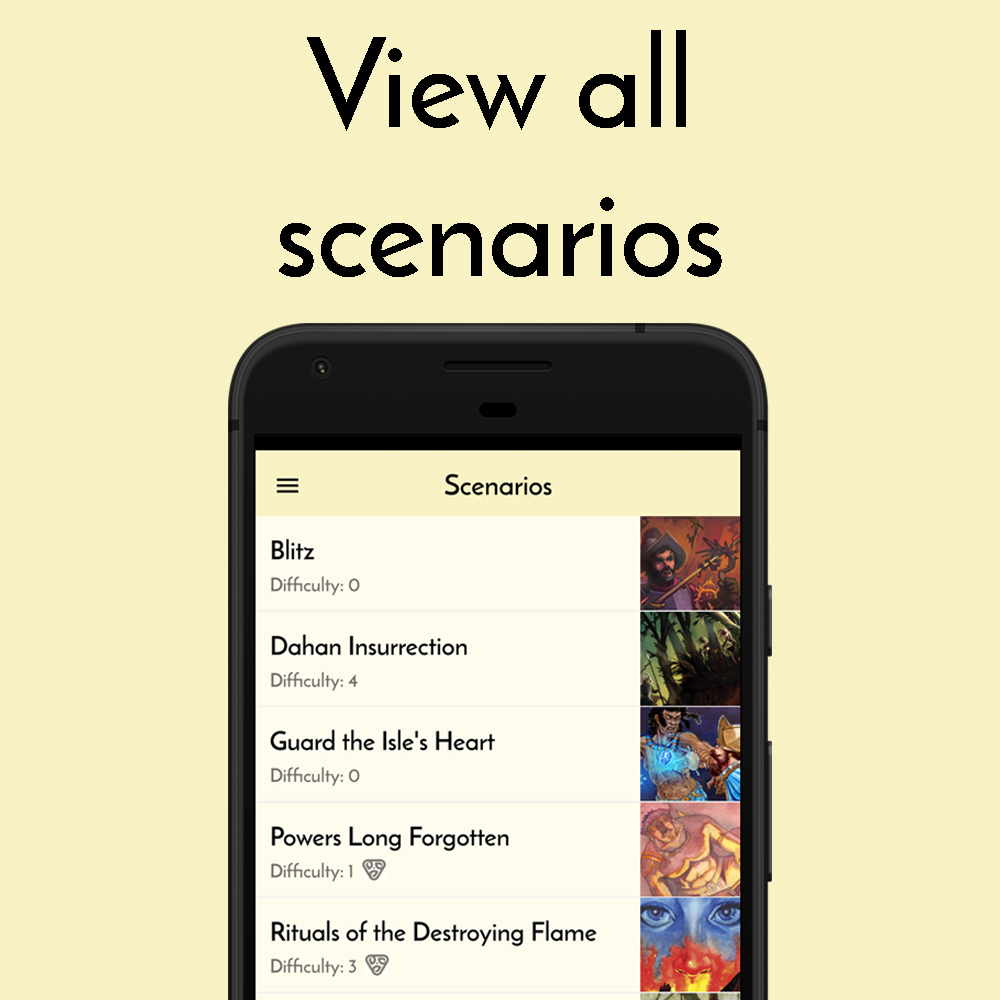 View all
scenarios
Scenarios
Blitz
Difficulty: 0
Dahan Insurrection
Difficulty: 4
Guard the Isle's Heart
Difficulty: 0
Powers Long Forgotten
Difficulty: 1
Rituals of the Destroying Flame
Difficulty: 3